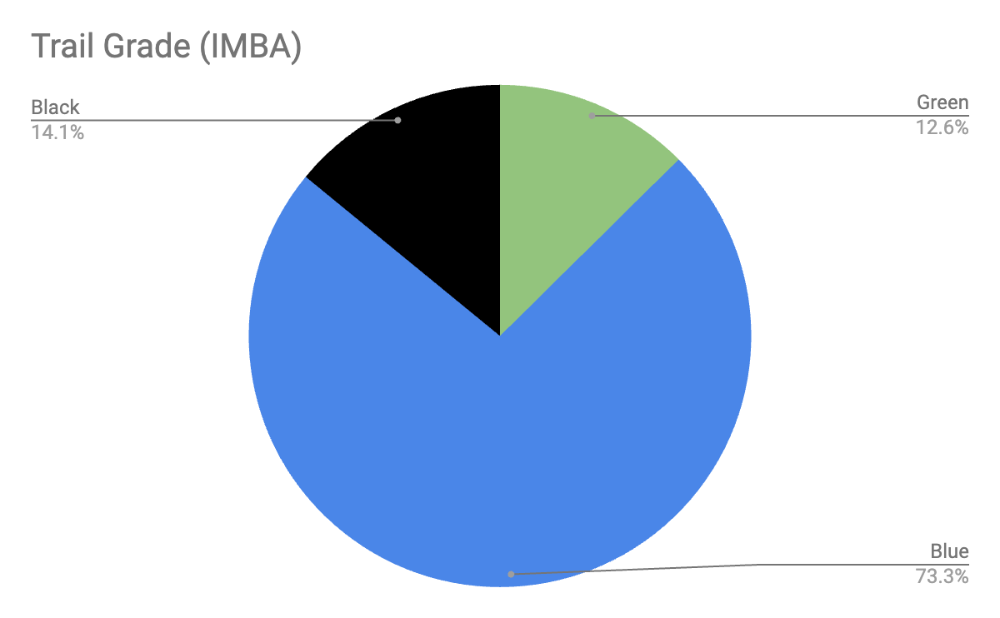 Trail Grade (IMBA)
Black
14.1%
Green
12.6%
Blue
73.3%